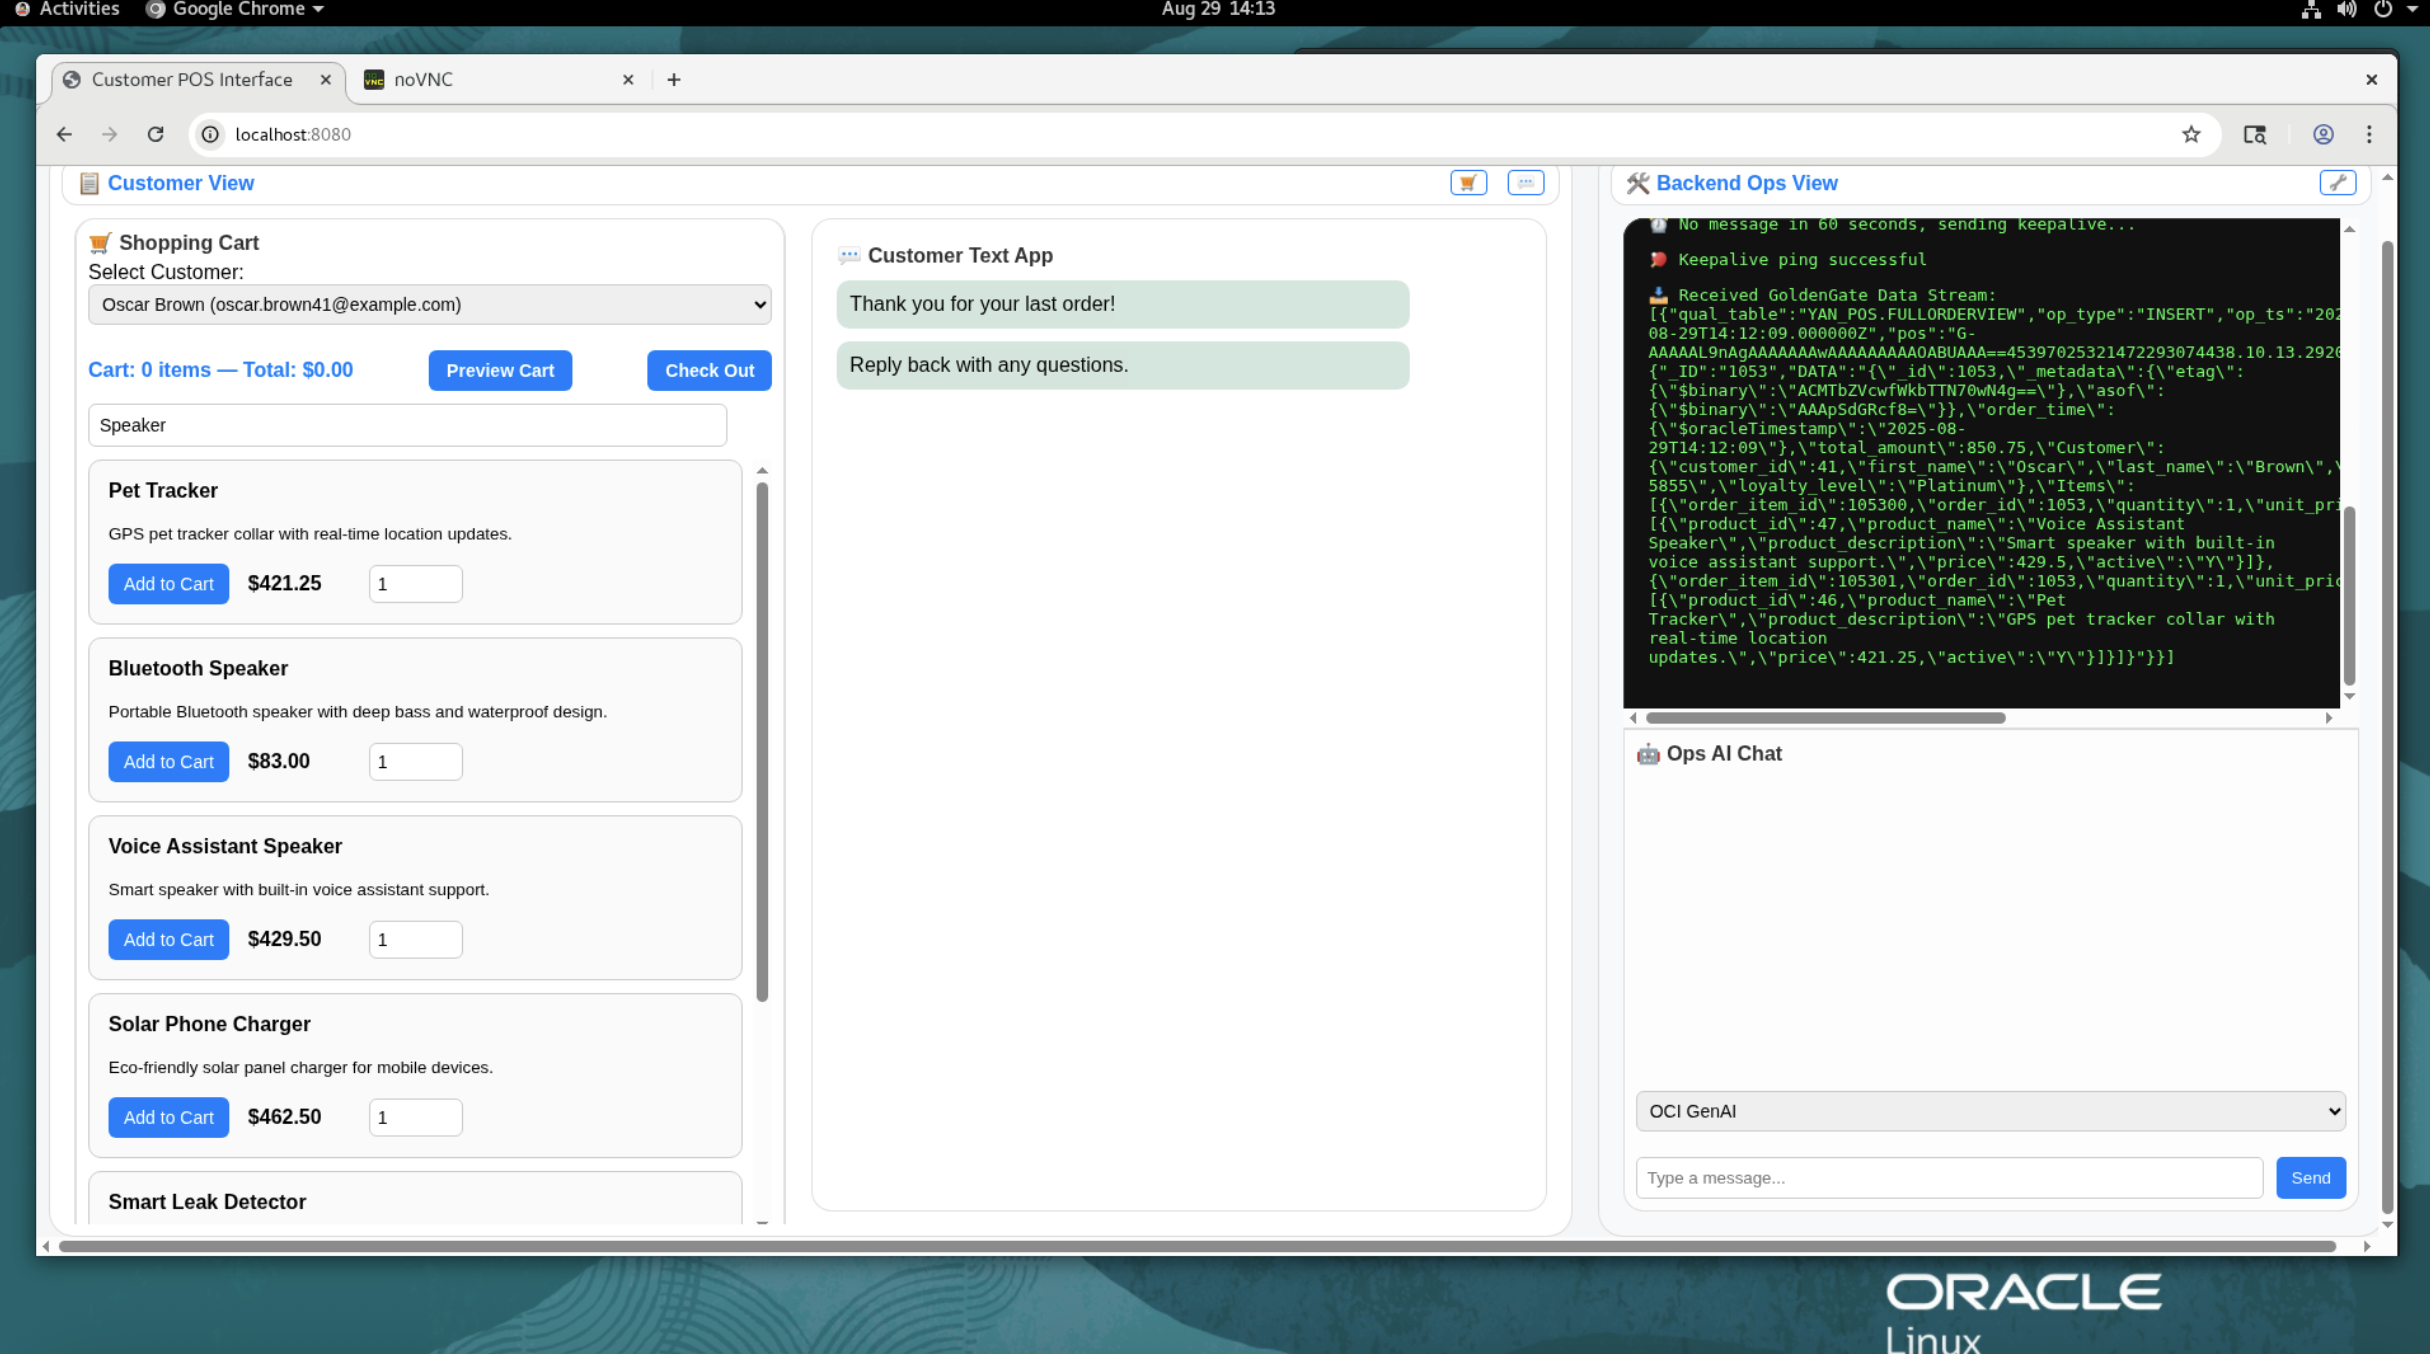 Activities
Google Chrome
Aug 29 14:13
Customer POS Interface
noVNC
localhost:8080
Customer View
Shopping Cart
Select Customer:
Oscar Brown (oscar.brown41@example.com)
Cart: 0 items — Total: $0.00
Preview Cart
Check Out
Speaker
Pet Tracker
GPS pet tracker collar with real-time location updates.
Add to Cart $421.25 1
Bluetooth Speaker
Portable Bluetooth speaker with deep bass and waterproof design.
Add to Cart $83.00 1
Voice Assistant Speaker
Smart speaker with built-in voice assistant support.
Add to Cart $429.50 1
Solar Phone Charger
Eco-friendly solar panel charger for mobile devices.
Add to Cart $462.50 1
Smart Leak Detector
Customer Text App
Thank you for your last order!
Reply back with any questions.
Backend Ops View
No message in 60 seconds, sending keepalive...
Keepalive ping successful
Received GoldenGate Data Stream:
[{"qual_table":"YAN_POS.FULLORDERVIEW","op_type":"INSERT","op_ts":"202
08-29T14:12:09.000000Z","pos":"G-
AAAAAL9nAgAAAAAAAwAAAAAAAAAOABUAAA==45397025321472293074438.10.13.2920
{"_ID":"1053","DATA":"{\"_id\":1053,\"_metadata\":{\"etag\":
{\"$binary\":\"ACMTbZVcwfWkbTTN70wN4g==\"},\"asof\":
{\"$binary\":\"AAApSdGRcf8=\"}},\"order_time\":
{\"$oracleTimestamp\":\"2025-08-
29T14:12:09\"},\"total_amount\":850.75,\"Customer\":
{\"customer_id\":41,\"first_name\":\"Oscar\",\"last_name\":\"Brown\",\
5855\",\"loyalty_level\":\"Platinum\"},\"Items\":
[{\"order_item_id\":105300,\"order_id\":1053,\"quantity\":1,\"unit_pri
[{\"product_id\":47,\"product_name\":\"Voice Assistant
Speaker\",\"product_description\":\"Smart speaker with built-in
voice assistant support.\",\"price\":429.5,\"active\":\"Y\"}]},
{\"order_item_id\":105301,\"order_id\":1053,\"quantity\":1,\"unit_pric
[{\"product_id\":46,\"product_name\":\"Pet
Tracker\",\"product_description\":\"GPS pet tracker collar with
real-time location
updates.\",\"price\":421.25,\"active\":\"Y\"}]}]}"}}]
Ops AI Chat
OCI GenAI
Type a message...
Send
ORACLE
Linux